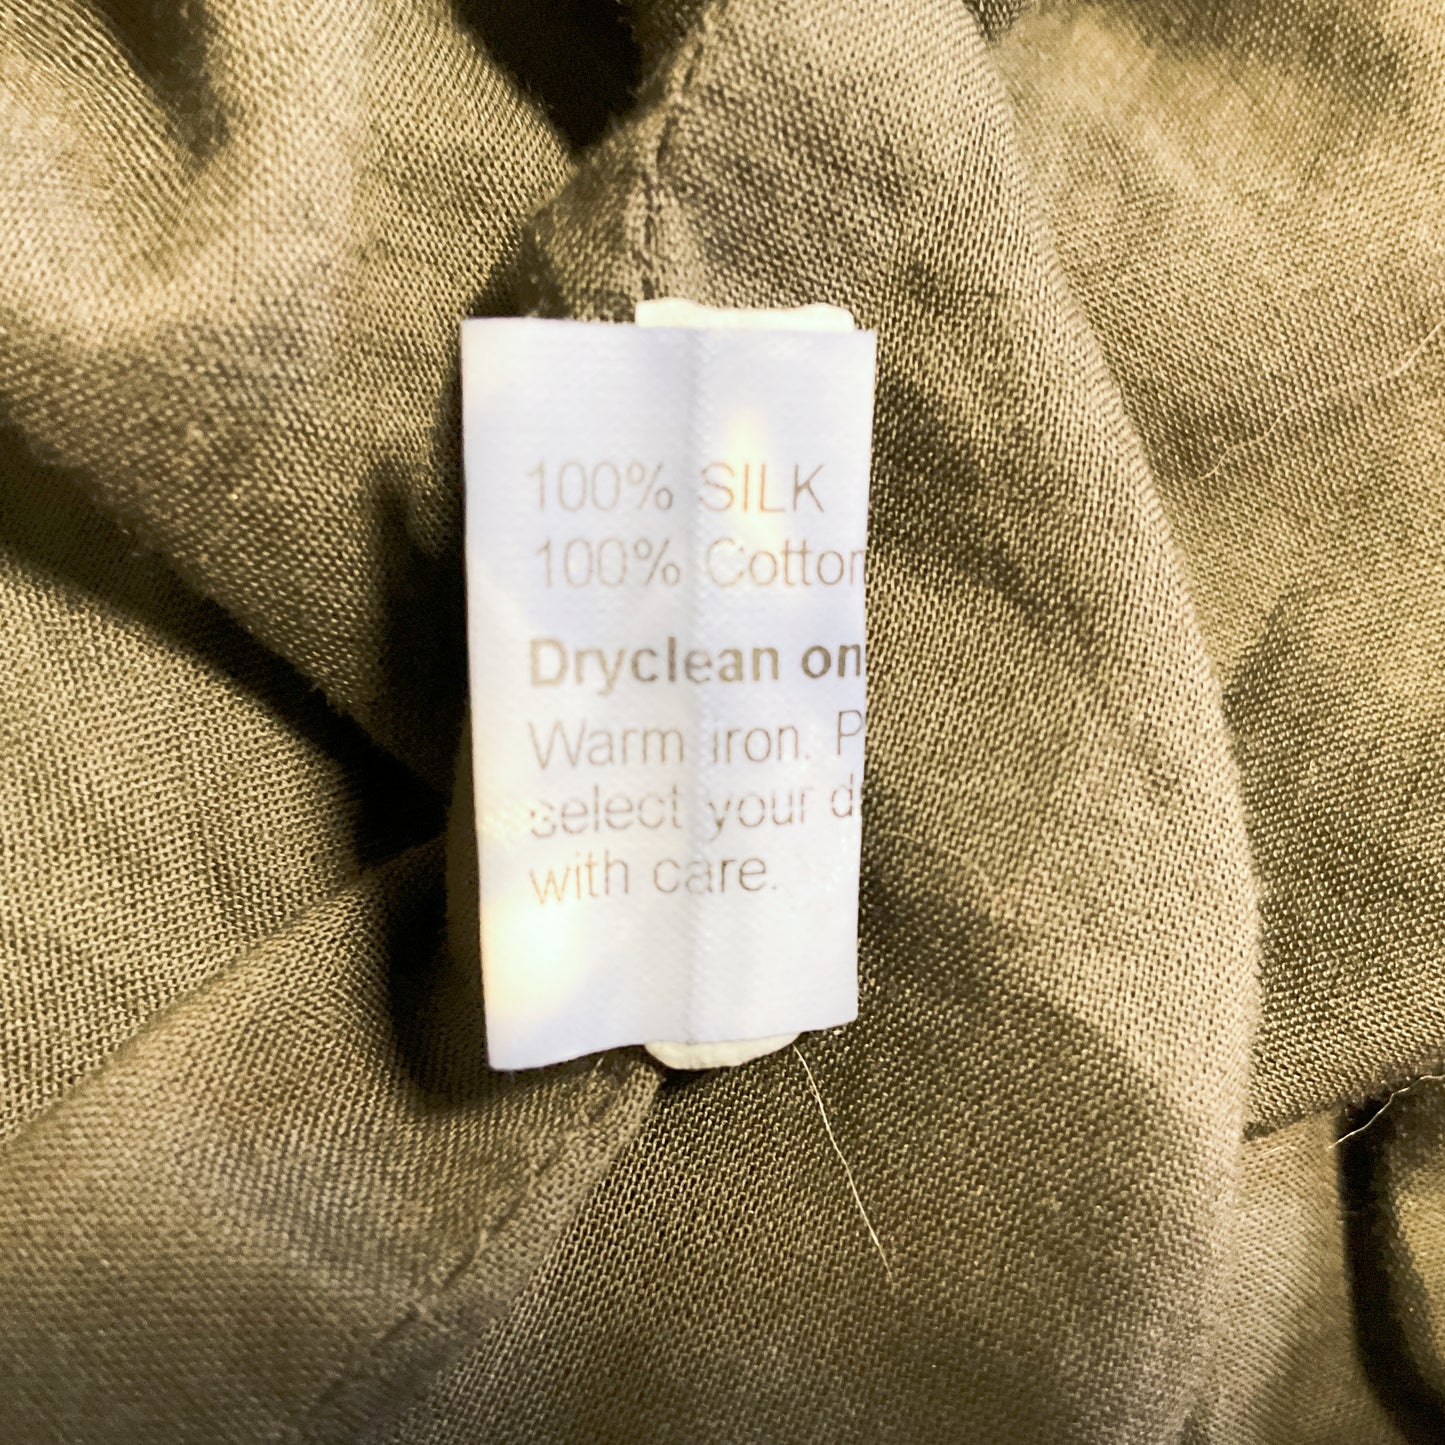 100% SILK
100% Cotton
Dryclean on
Warm iron. P
select your d
with care.